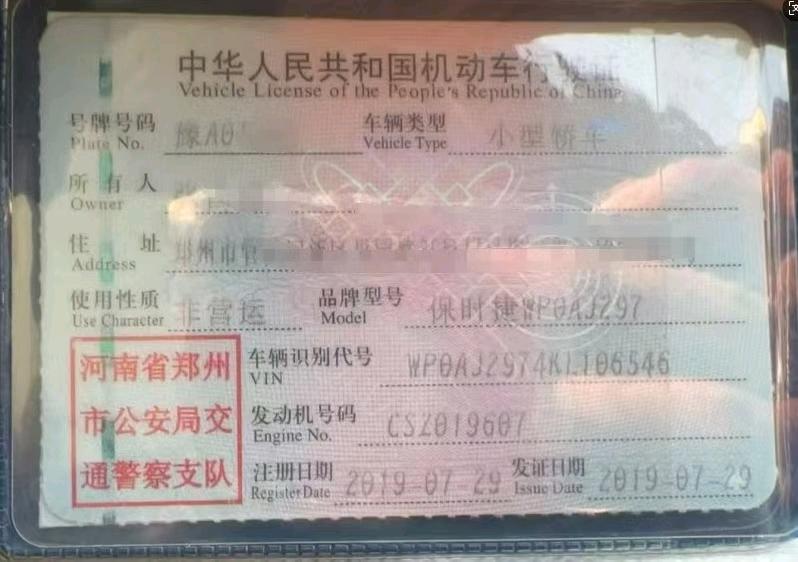 中华人民共和国机动车行驶证
Vehicle License of the People's Republic of China
号牌号码 豫A0 车辆类型 小型轿车
Plate No. Vehicle Type
所有人
Owner
住址 郑州市管
Address
使用性质 非营运 品牌型号 保时捷WP0AJ297
Use Character Model
河南省郑州
市公安局交
通警察支队
车辆识别代号 WP0AJ2974KL106546
VIN
发动机号码 CSZ019607
Engine No.
注册日期 2019-07-29 发证日期 2019-07-29
Register Date Issue Date